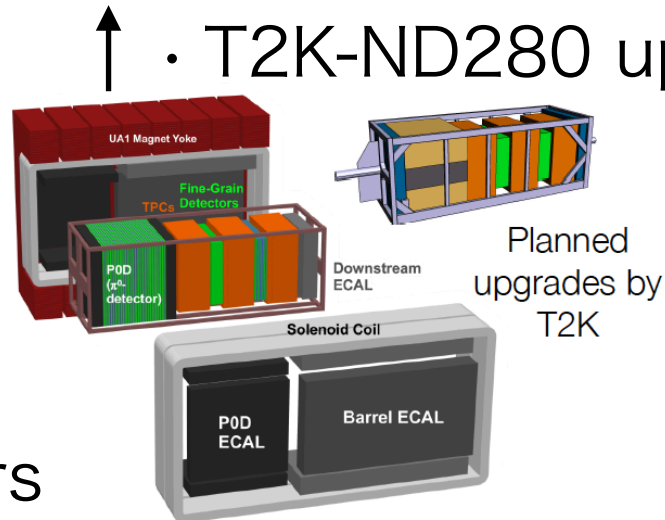 · T2K-ND280 up
UA1 Magnet Yoke
Fine-Grain
TPCs Detectors
P0D
(π⁰-
detector)
Downstream
ECAL
Planned
upgrades by
T2K
Solenoid Coil
P0D
ECAL
Barrel ECAL
rs